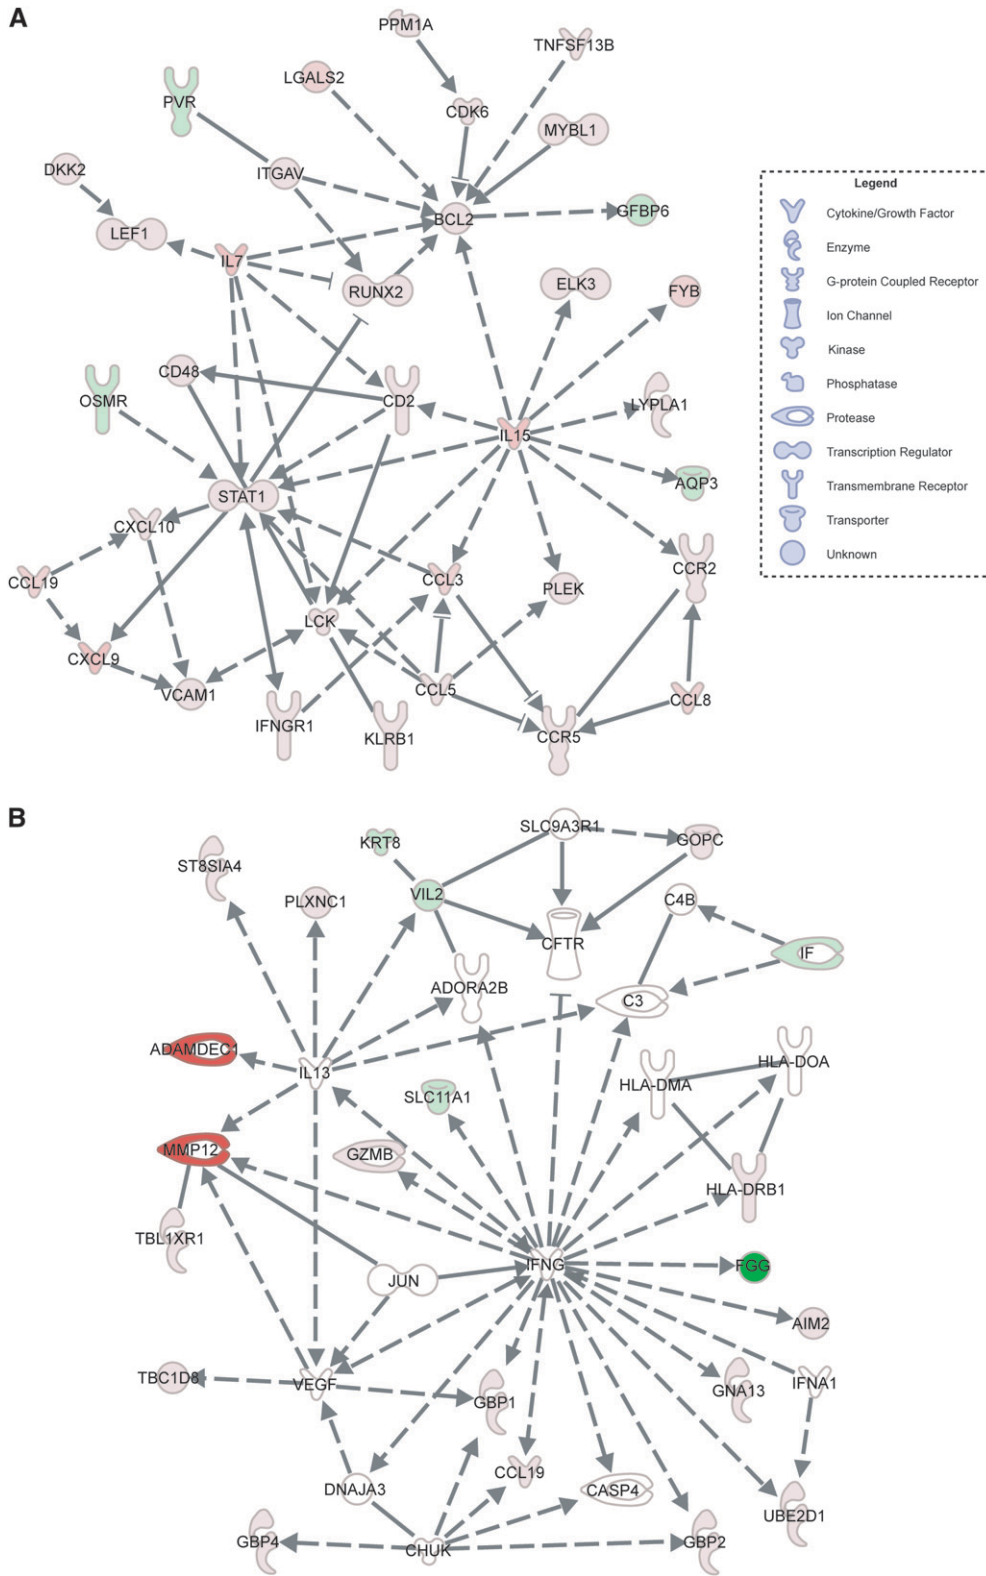 A
PPM1A
TNFSF13B
LGALS2
PVR
CDK6
MYBL1
DKK2
ITGAV
LEF1
BCL2
GFBP6
IL7
RUNX2
ELK3
FYB
CD48
OSMR
CD2
LYPLA1
IL15
AQP3
STAT1
CXCL10
CCL19
CCL3
PLEK
CCR2
LCK
CXCL9
VCAM1
CCL5
CCL8
IFNGR1
KLRB1
CCR5
Legend
Cytokine/Growth Factor
Enzyme
G-protein Coupled Receptor
Ion Channel
Kinase
Phosphatase
Protease
Transcription Regulator
Transmembrane Receptor
Transporter
Unknown
B
SLC9A3R1
KRT8
GOPC
ST8SIA4
PLXNC1
VIL2
C4B
CFTR
IF
ADORA2B
C3
ADAMDEC1
IL13
HLA-DMA
HLA-DOA
SLC11A1
MMP12
GZMB
HLA-DRB1
TBL1XR1
IFNG
FGG
JUN
AIM2
TBC1D8
VEGF
GBP1
GNA13
IFNA1
CCL19
DNAJA3
CASP4
UBE2D1
GBP4
CHUK
GBP2